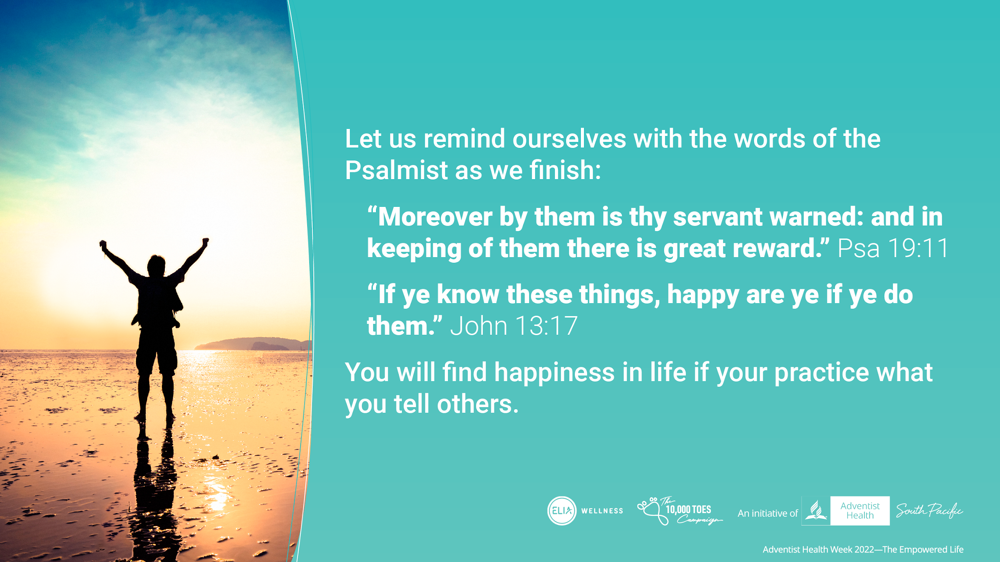 Let us remind ourselves with the words of the
Psalmist as we finish:
“Moreover by them is thy servant warned: and in
keeping of them there is great reward.” Psa 19:11
“If ye know these things, happy are ye if ye do
them.” John 13:17
You will find happiness in life if your practice what
you tell others.
ELIA WELLNESS
The
10,000 TOES
Campaign
An initiative of
Adventist
Health
South Pacific
Adventist Health Week 2022—The Empowered Life